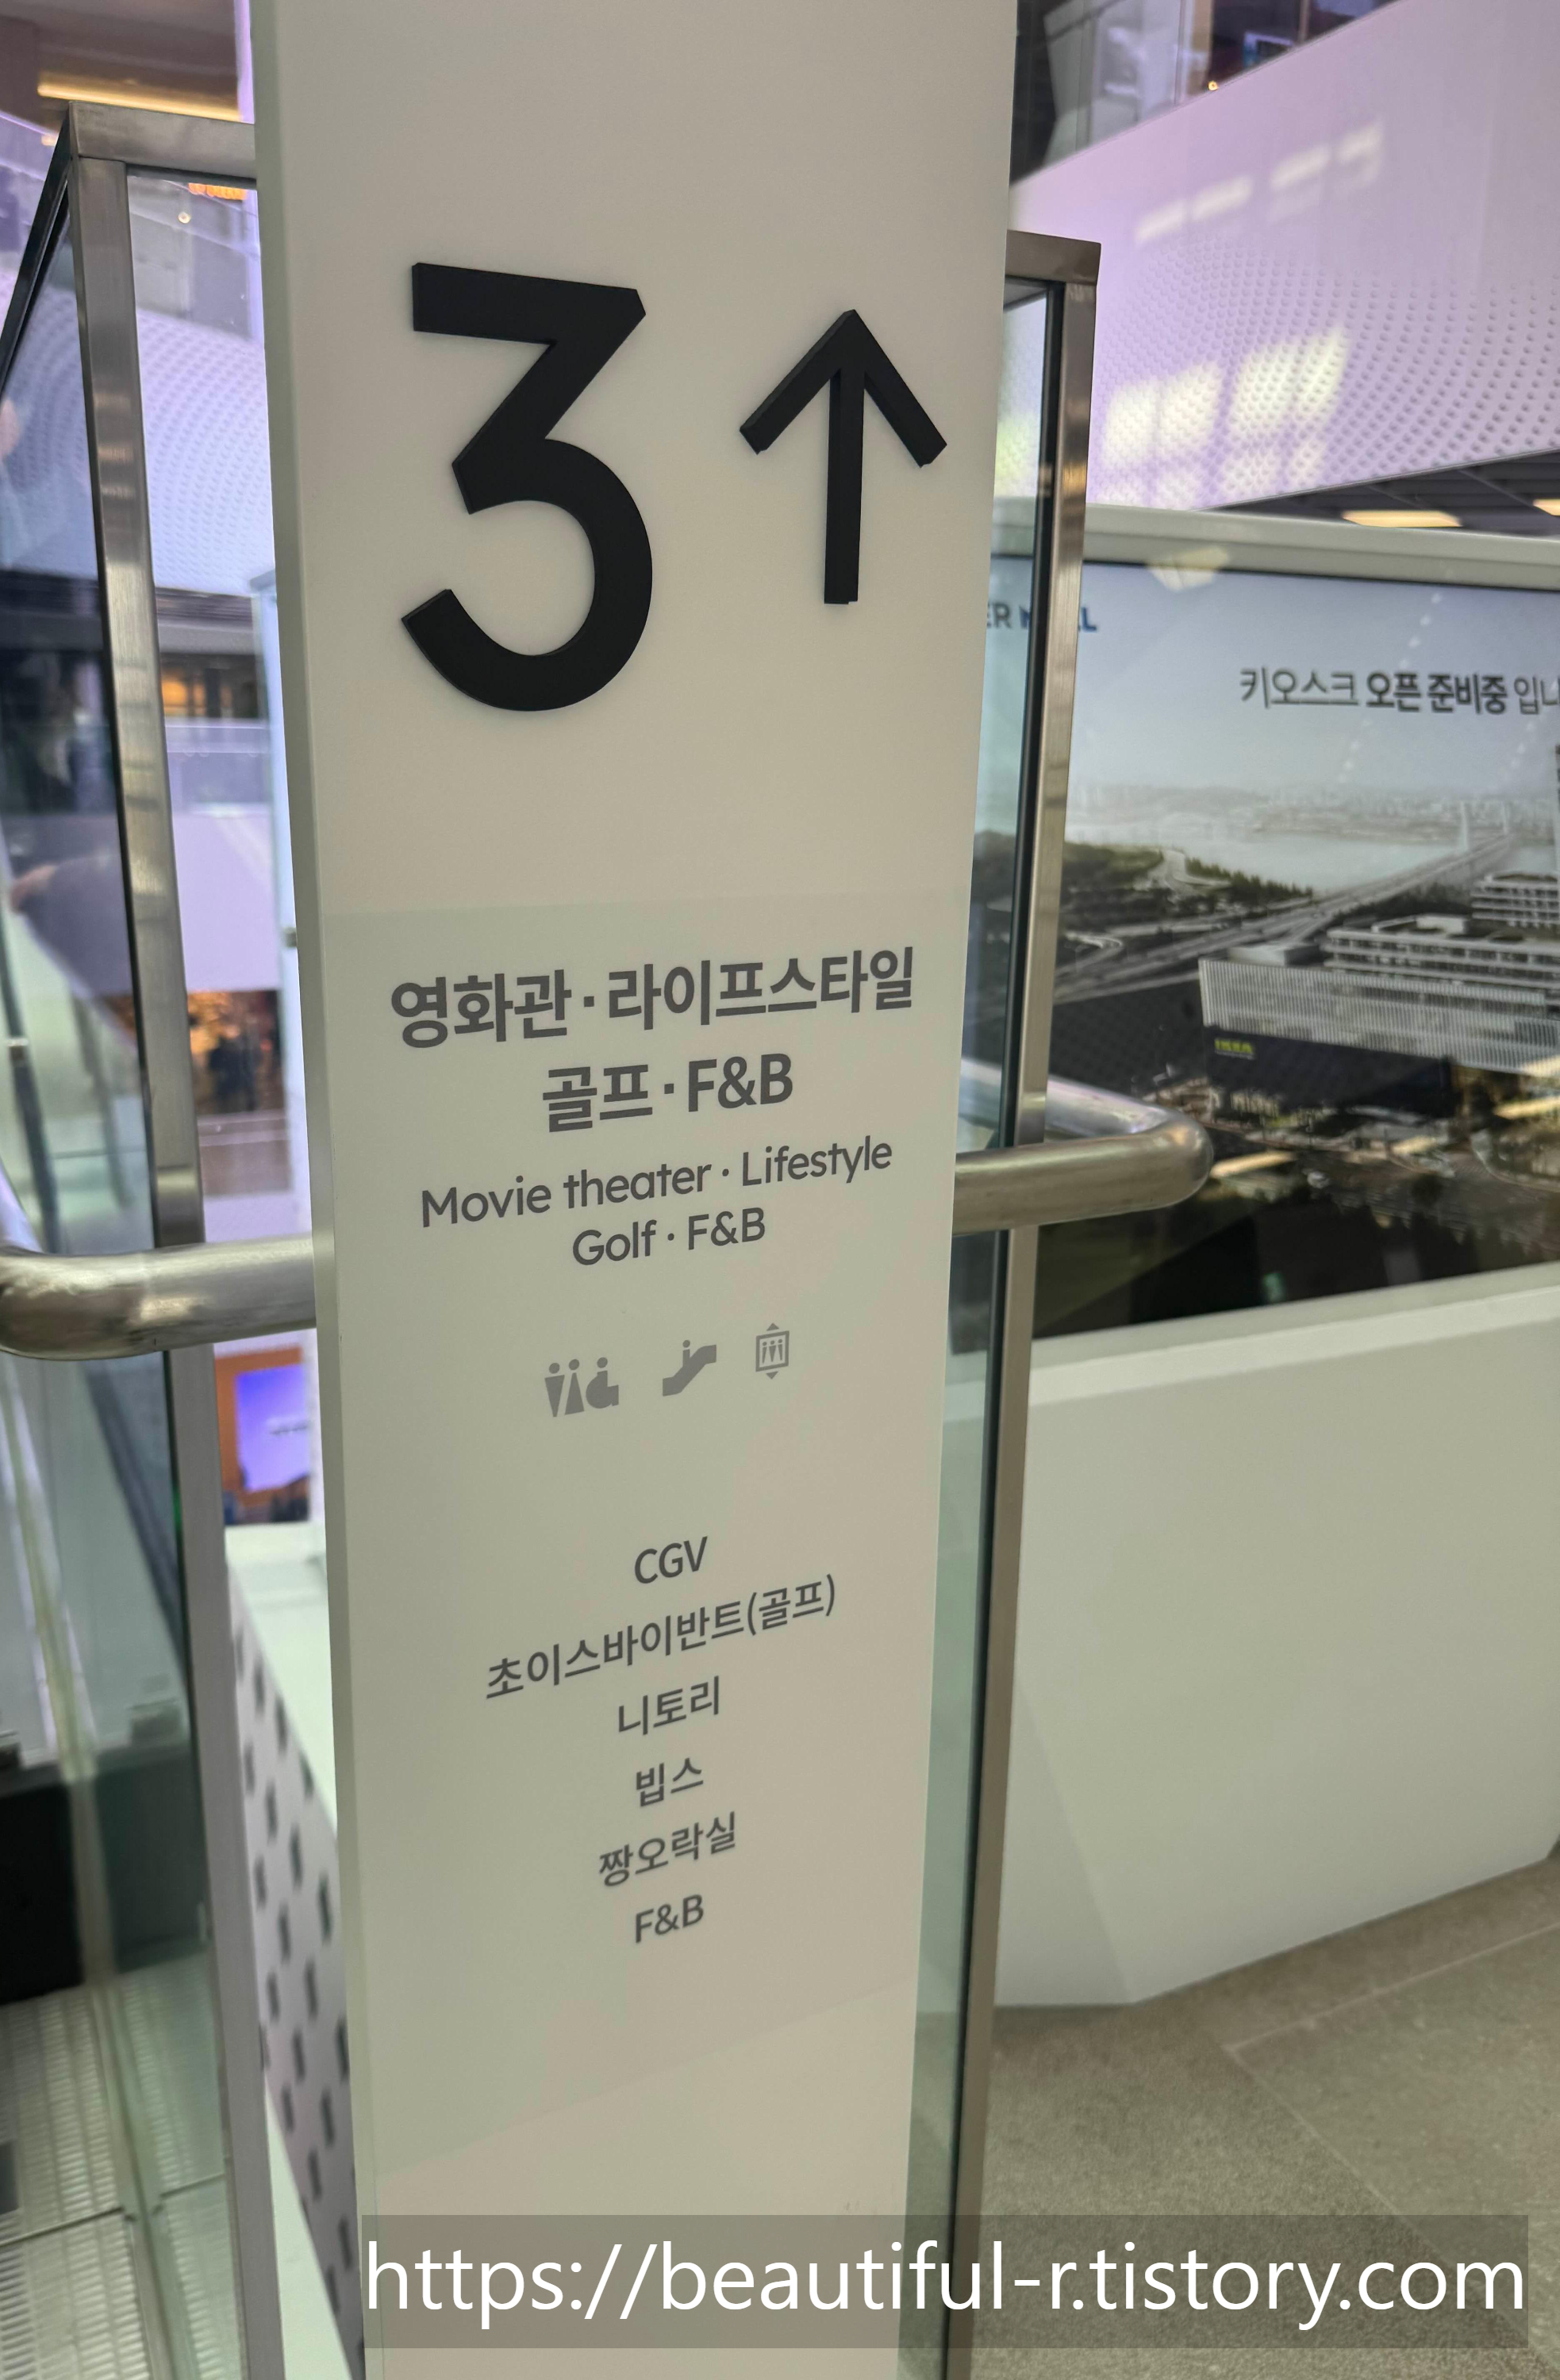 3
영화관·라이프스타일
골프·F&B
Movie theater · Lifestyle
Golf · F&B
CGV
초이스바이반트(골프)
니토리
빕스
짱오락실
F&B
키오스크 오픈 준비중
IKEA
https://beautiful-r.tistory.com